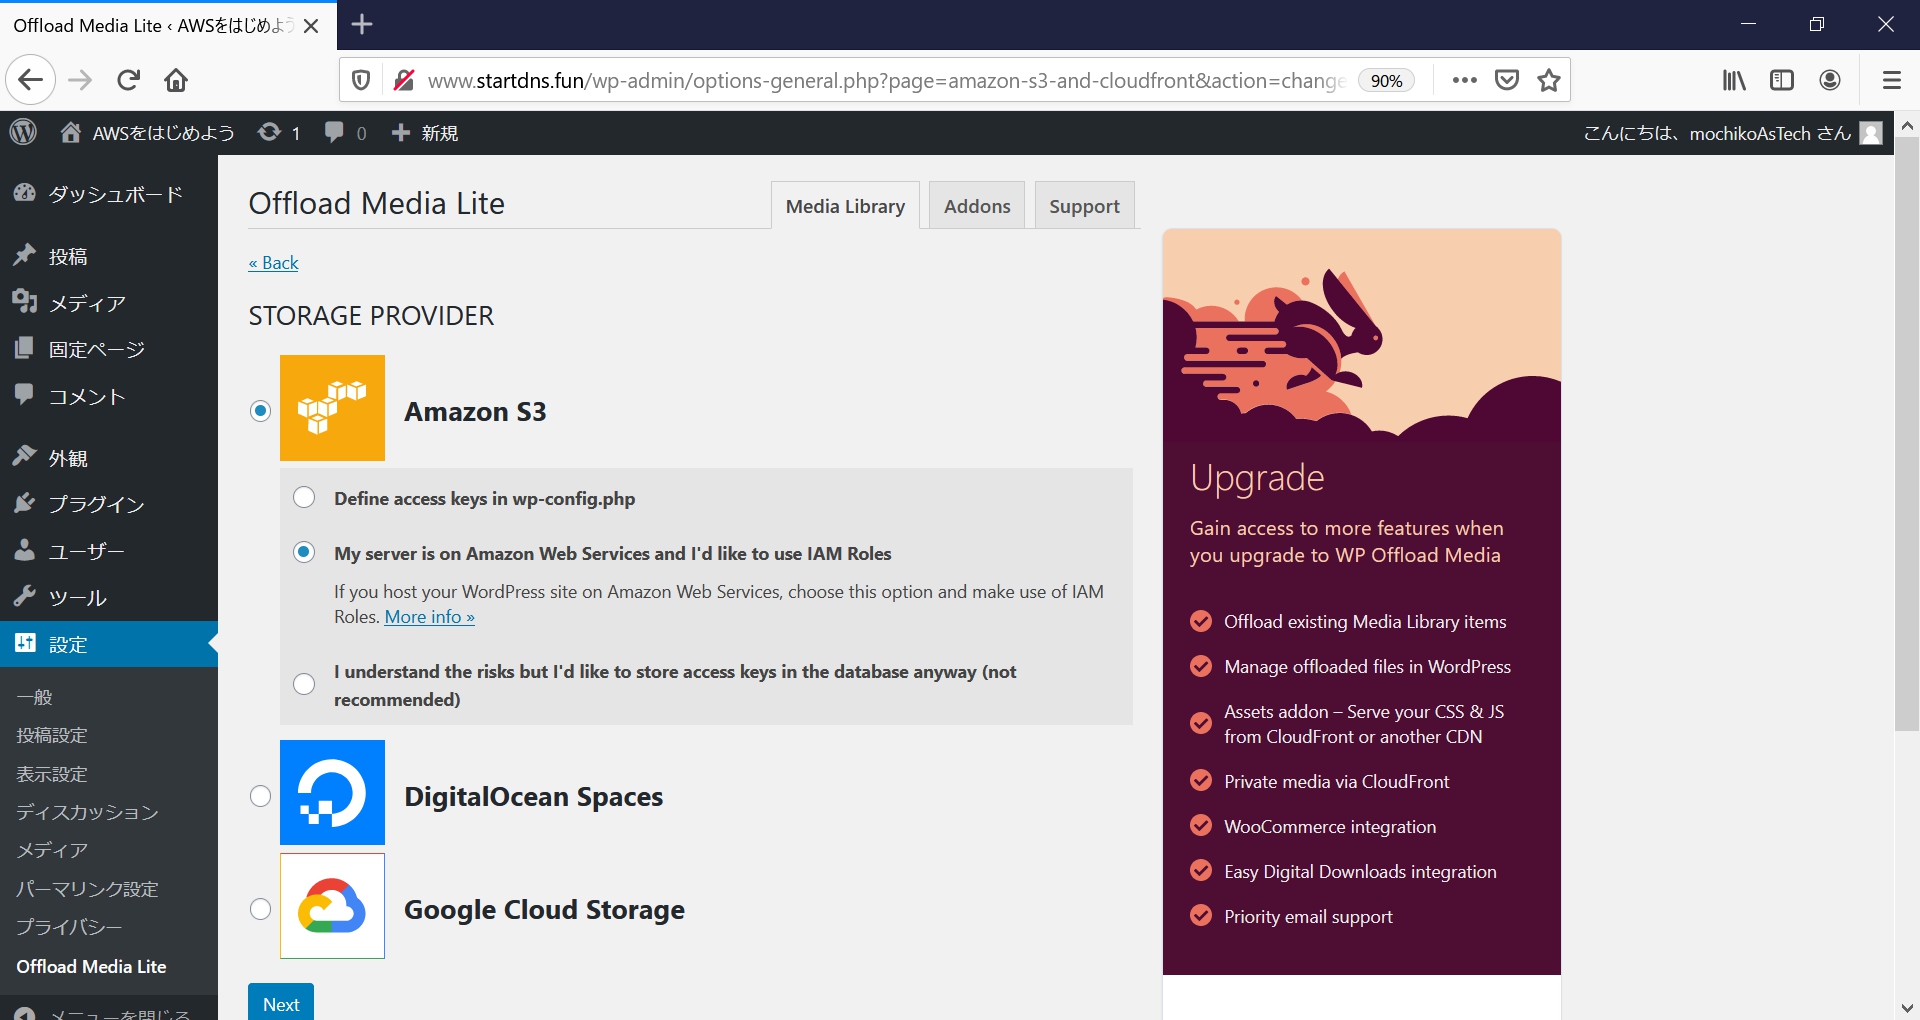 Offload Media Lite ‹ AWSをはじめよう
www.startdns.fun/wp-admin/options-general.php?page=amazon-s3-and-cloudfront&action=change
90%
AWSをはじめよう
1
0
新規
こんにちは、mochikoAsTech さん
ダッシュボード
投稿
メディア
固定ページ
コメント
外観
プラグイン
ユーザー
ツール
設定
一般
投稿設定
表示設定
ディスカッション
メディア
パーマリンク設定
プライバシー
Offload Media Lite
メニューを閉じる
Offload Media Lite
Media Library
Addons
Support
« Back
STORAGE PROVIDER
Amazon S3
Define access keys in wp-config.php
My server is on Amazon Web Services and I'd like to use IAM Roles
If you host your WordPress site on Amazon Web Services, choose this option and make use of IAM
Roles. More info »
I understand the risks but I'd like to store access keys in the database anyway (not
recommended)
DigitalOcean Spaces
Google Cloud Storage
Next
Upgrade
Gain access to more features when
you upgrade to WP Offload Media
Offload existing Media Library items
Manage offloaded files in WordPress
Assets addon – Serve your CSS & JS
from CloudFront or another CDN
Private media via CloudFront
WooCommerce integration
Easy Digital Downloads integration
Priority email support